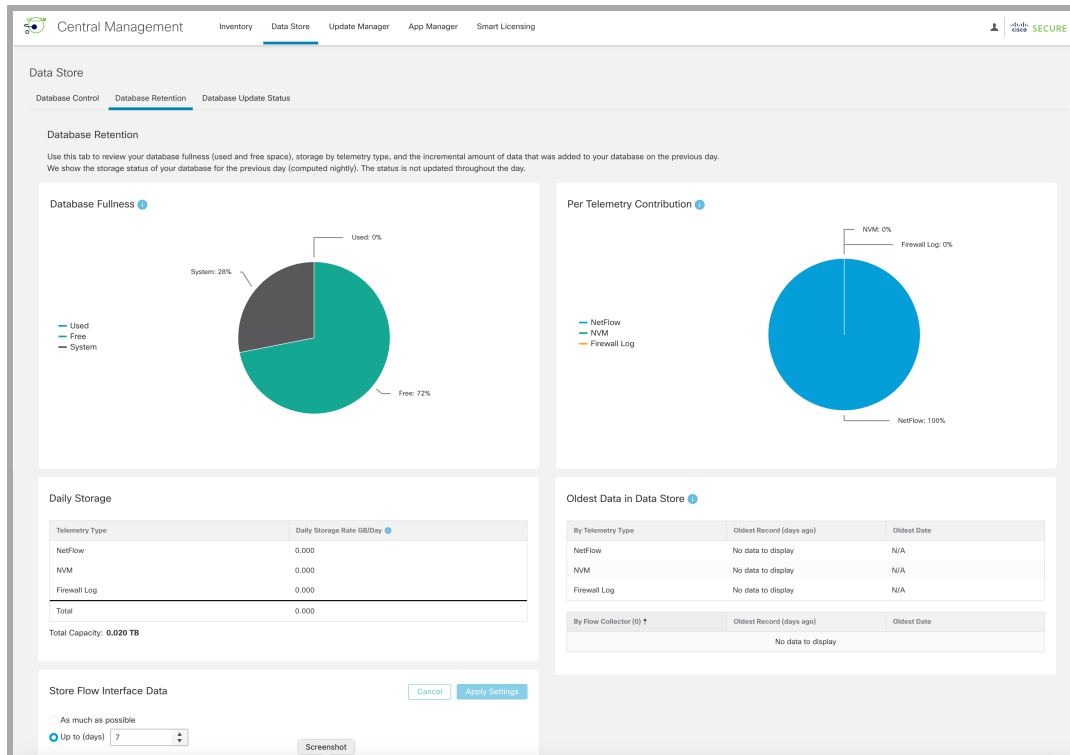 Central Management
Inventory
Data Store
Update Manager
App Manager
Smart Licensing
cisco SECURE
Data Store
Database Control
Database Retention
Database Update Status
Database Retention
Use this tab to review your database fullness (used and free space), storage by telemetry type, and the incremental amount of data that was added to your database on the previous day.
We show the storage status of your database for the previous day (computed nightly). The status is not updated throughout the day.
Database Fullness
Used: 0%
System: 28%
Used
Free
System
Free: 72%
Per Telemetry Contribution
NVM: 0%
Firewall Log: 0%
NetFlow
NVM
Firewall Log
NetFlow: 100%
Daily Storage
Telemetry Type Daily Storage Rate GB/Day
NetFlow 0.000
NVM 0.000
Firewall Log 0.000
Total 0.000
Total Capacity: 0.020 TB
Oldest Data in Data Store
By Telemetry Type Oldest Record (days ago) Oldest Date
NetFlow No data to display N/A
NVM No data to display N/A
Firewall Log No data to display N/A
By Flow Collector (0) Oldest Record (days ago) Oldest Date
No data to display
Store Flow Interface Data
Cancel
Apply Settings
As much as possible
Up to (days) 7
Screenshot